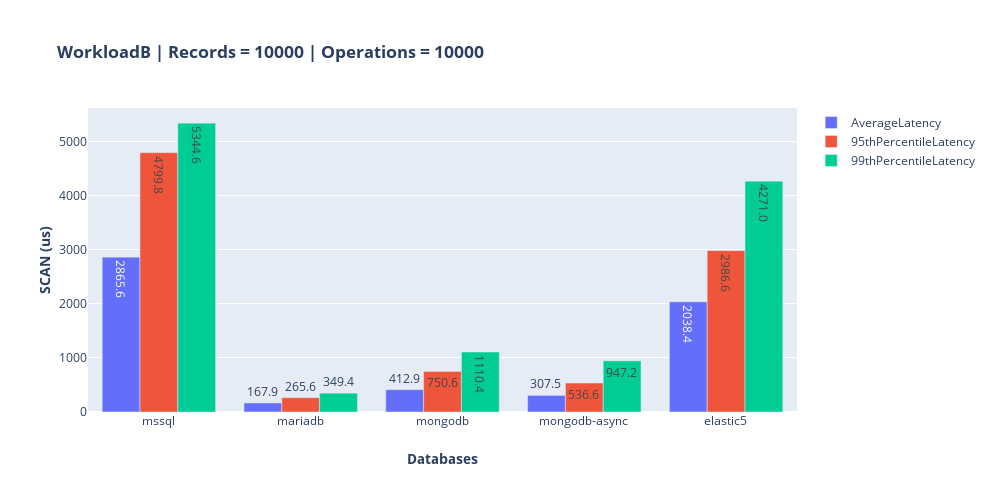 WorkloadB | Records = 10000 | Operations = 10000
AverageLatency
95thPercentileLatency
99thPercentileLatency
SCAN (us)
5000
4000
3000
2000
1000
0
2865.6
4799.8
5344.6
167.9
265.6
349.4
412.9
750.6
1110.4
307.5
536.6
947.2
2038.4
2986.6
4271.0
mssql
mariadb
mongodb
mongodb-async
elastic5
Databases